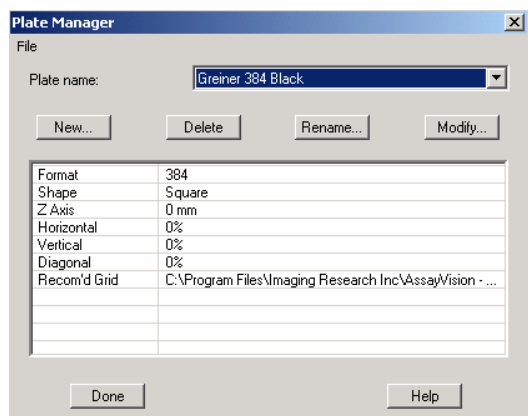 Plate Manager
File
Plate name: Greiner 384 Black
New... Delete Rename... Modify...
Format 384
Shape Square
Z Axis 0 mm
Horizontal 0%
Vertical 0%
Diagonal 0%
Recom'd Grid C:\Program Files\Imaging Research Inc\AssayVision - ...
Done Help